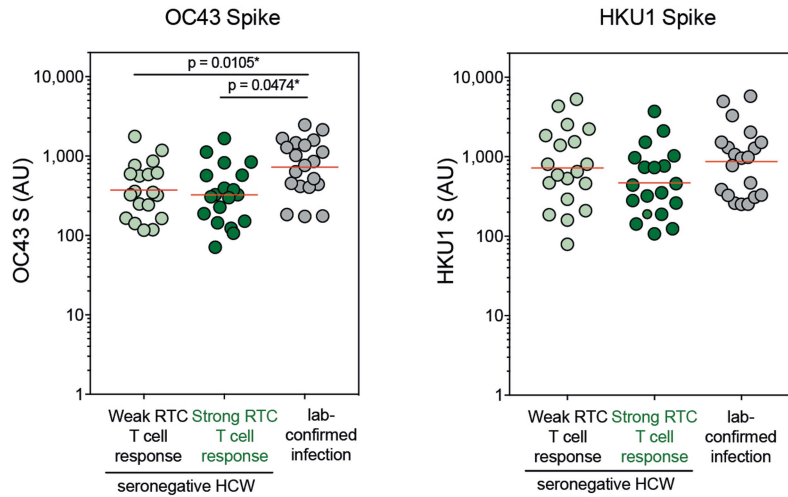 OC43 Spike
p = 0.0105*
p = 0.0474*
10,000
1,000
100
10
1
OC43 S (AU)
Weak RTC
T cell
response
Strong RTC
T cell
response
lab-
confirmed
infection
seronegative HCW
HKU1 Spike
10,000
1,000
100
10
1
HKU1 S (AU)
Weak RTC
T cell
response
Strong RTC
T cell
response
lab-
confirmed
infection
seronegative HCW